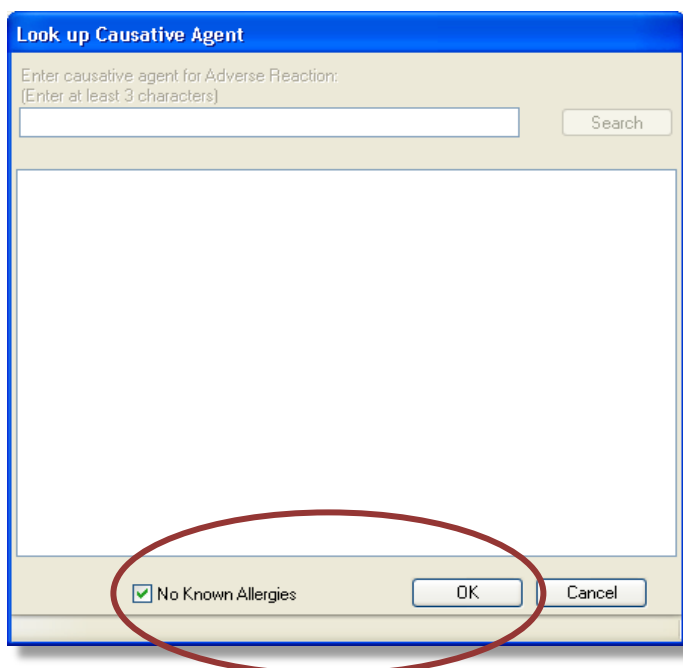 Look up Causative Agent
Enter causative agent for Adverse Reaction:
(Enter at least 3 characters)
Search
No Known Allergies OK Cancel